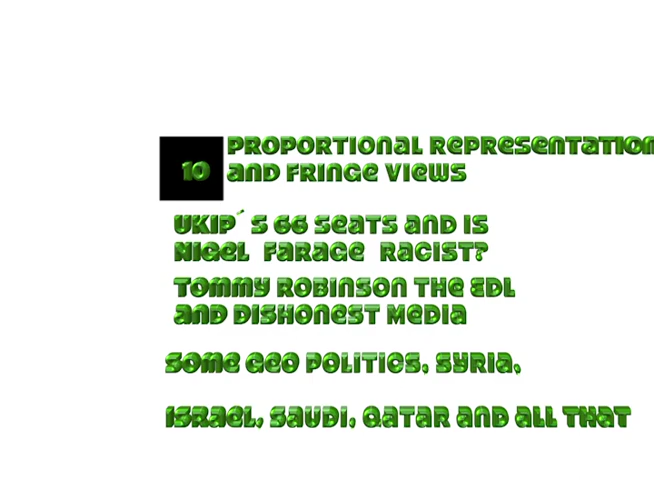 10
PROPORTIONAL REPRESENTATION
AND FRINGE VIEWS
UKIP´S 66 SEATS AND IS
NIGEL FARAGE RACIST?
TOMMY ROBINSON THE EDL
AND DISHONEST MEDIA
SOME GEO POLITICS, SYRIA,
ISRAEL, SAUDI, QATAR AND ALL THAT